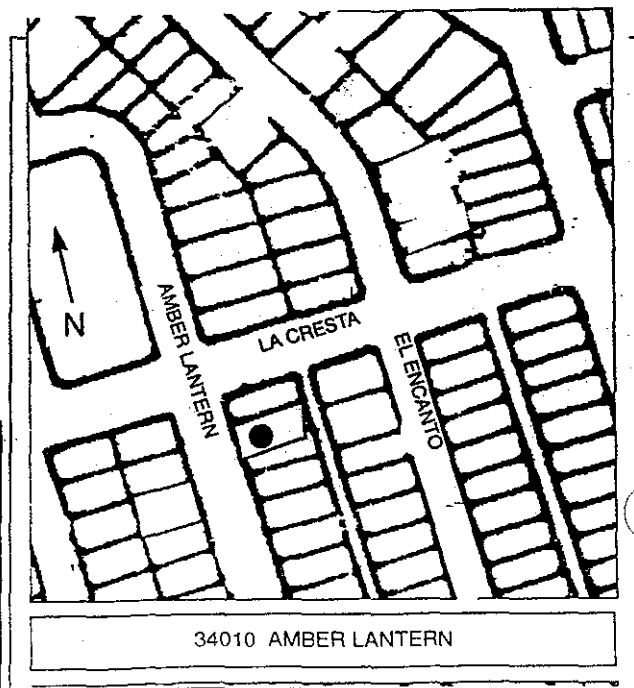 N
AMBER LANTERN
LA CRESTA
EL ENCANTO
34010 AMBER LANTERN